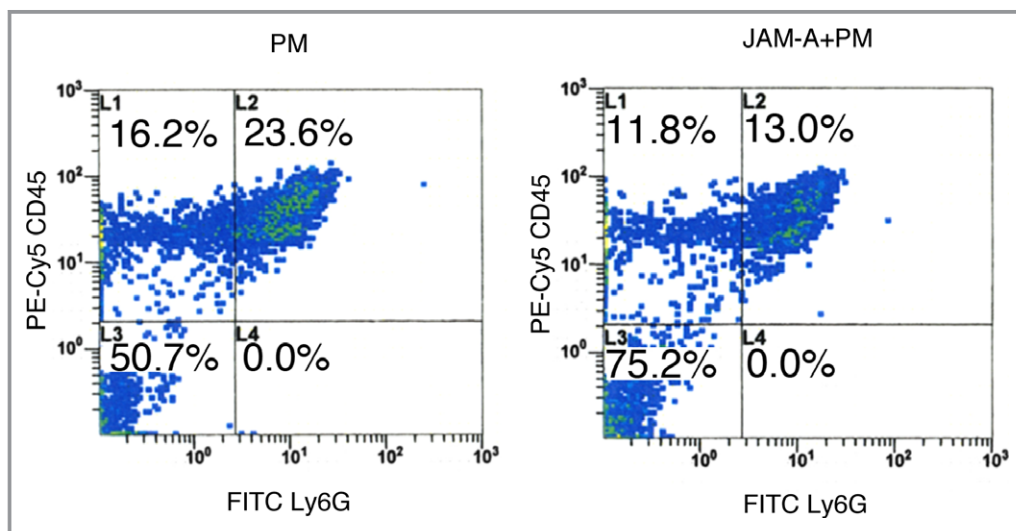 PM
JAM-A+PM
10³
L1
L2
16.2%
23.6%
10²
10¹
L3
L4
50.7%
0.0%
10⁰
PE-Cy5 CD45
10⁰
10¹
10²
10³
FITC Ly6G
10³
L1
L2
11.8%
13.0%
10²
10¹
L3
L4
75.2%
0.0%
10⁰
PE-Cy5 CD45
10⁰
10¹
10²
10³
FITC Ly6G